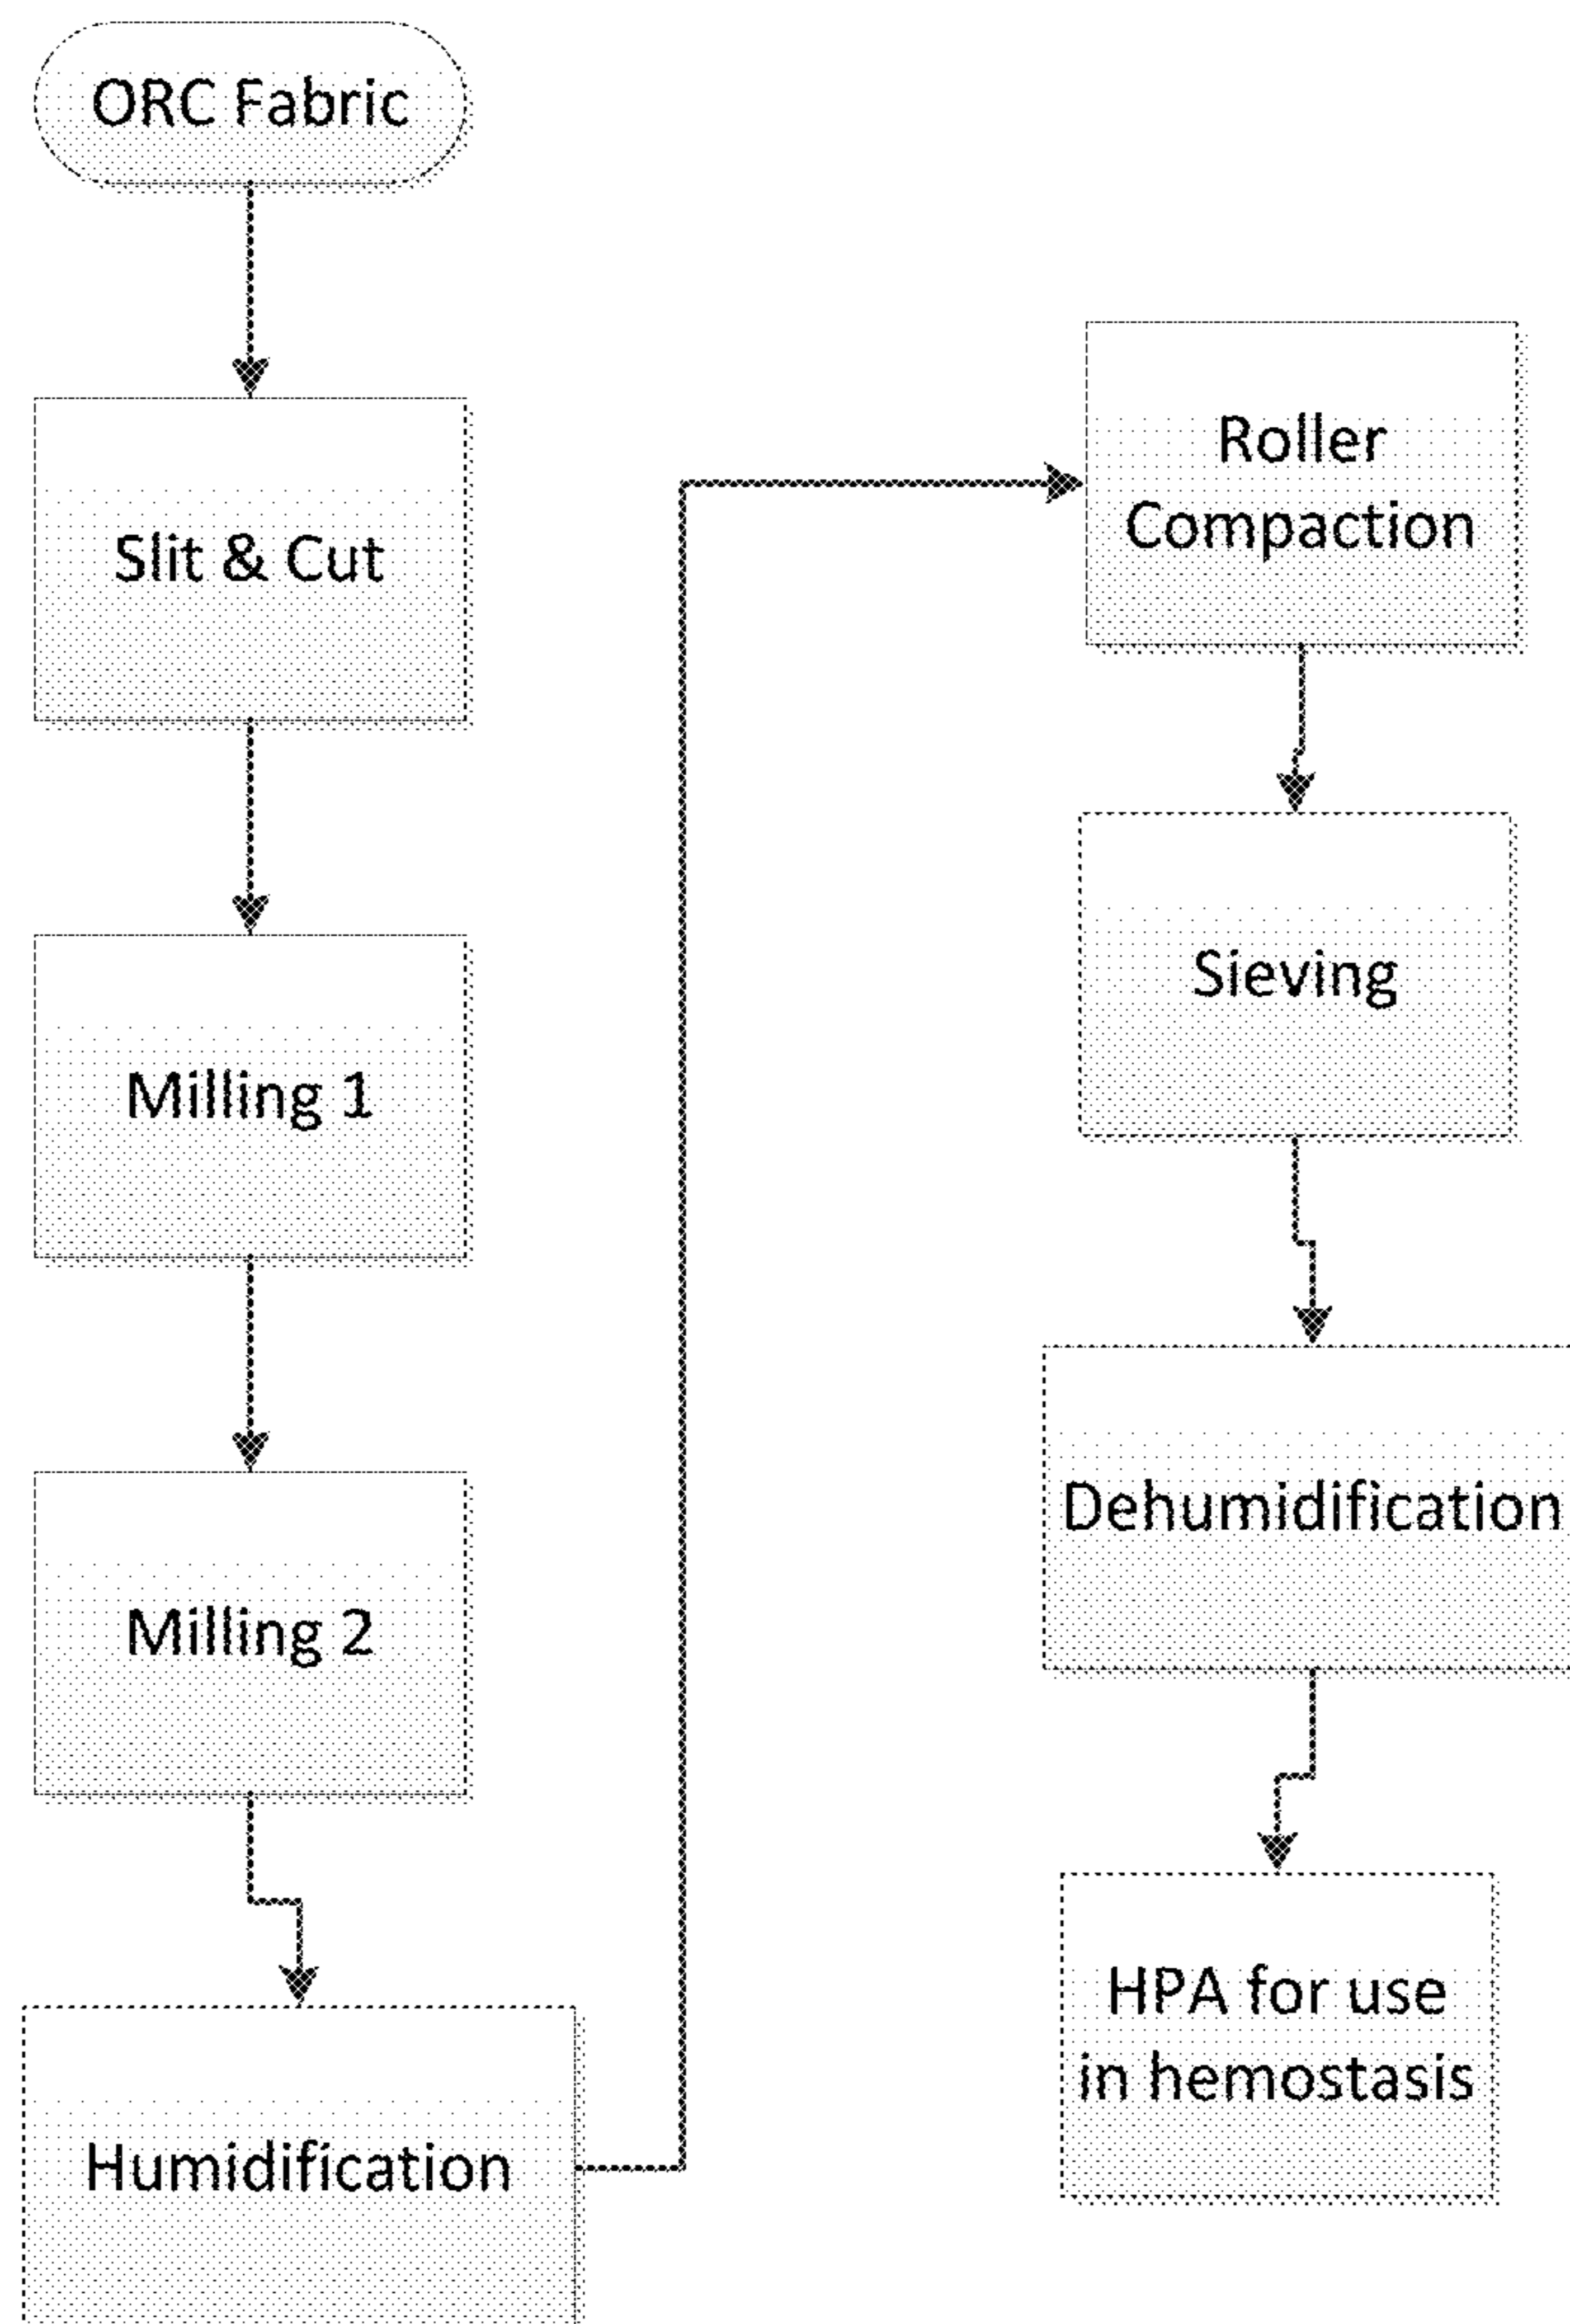 ORC Fabric
Slit & Cut
Milling 1
Milling 2
Humidification
Roller
Compaction
Sieving
Dehumidification
HPA for use
in hemostasis